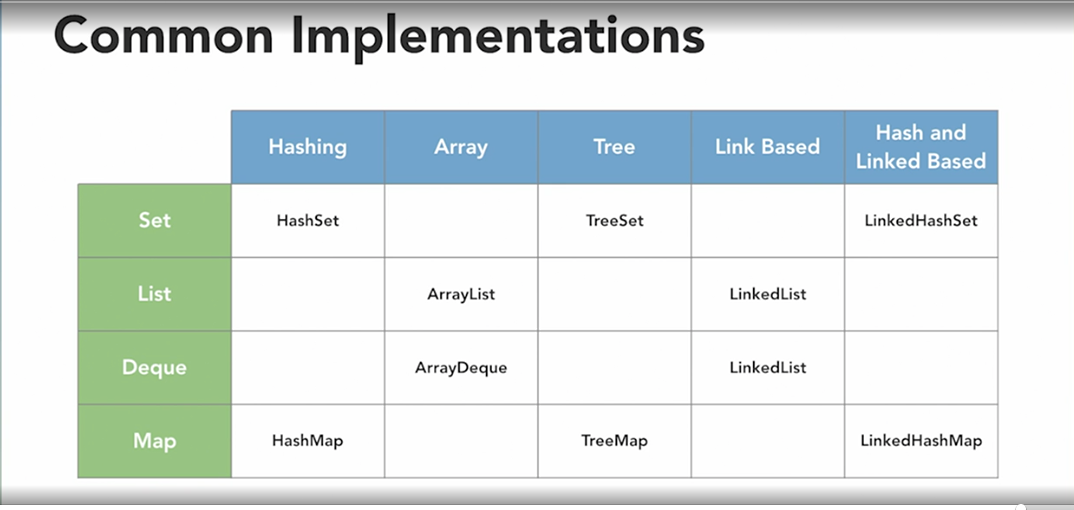 Common Implementations
Hashing Array Tree Link Based Hash and
Linked Based
Set HashSet TreeSet LinkedHashSet
List ArrayList LinkedList
Deque ArrayDeque LinkedList
Map HashMap TreeMap LinkedHashMap